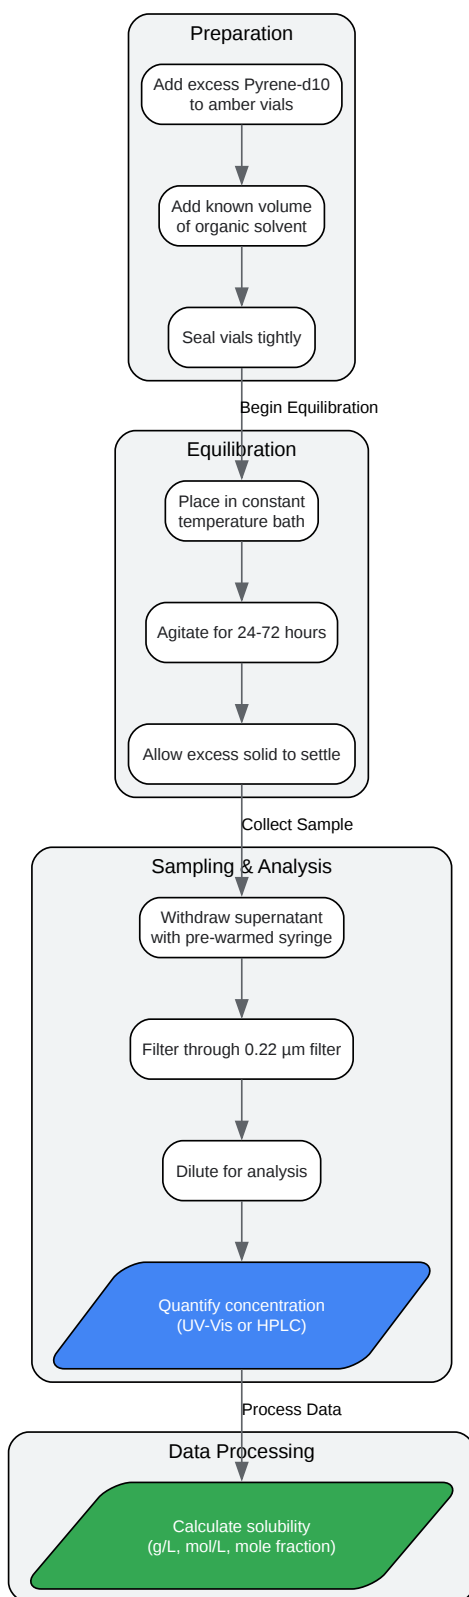 Preparation
Add excess Pyrene-d10
to amber vials
Add known volume
of organic solvent
Seal vials tightly
Begin Equilibration
Equilibration
Place in constant
temperature bath
Agitate for 24-72 hours
Allow excess solid to settle
Collect Sample
Sampling & Analysis
Withdraw supernatant
with pre-warmed syringe
Filter through 0.22 µm filter
Dilute for analysis
Quantify concentration
(UV-Vis or HPLC)
Process Data
Data Processing
Calculate solubility
(g/L, mol/L, mole fraction)